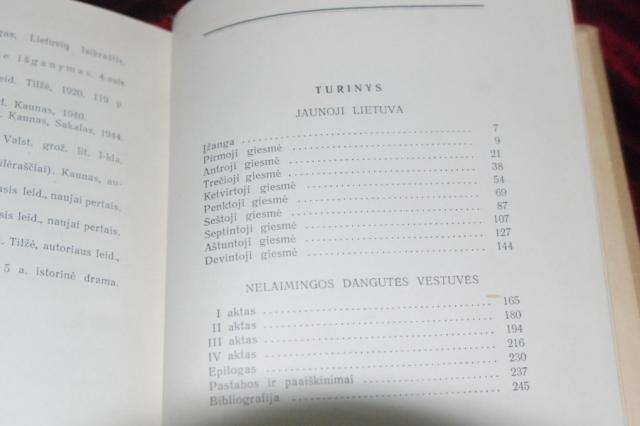 gas, Lietuvių laikraštis,
e išganymas. 4-asis
eid. Tilžė, 1920. 119 p.
Kaunas, 1940.
Kaunas, Sakalas, 1944.
Valst. grož. lit. l-kla.
ilėraščiai). Kaunas, au-
asis leid., naujai pertais.
sis leid., naujai pertais.
Tilžė, autoriaus leid.,
5 a. istorinė drama.
TURINYS
JAUNOJI LIETUVA
Įžanga 7
Pirmoji giesmė 9
Antroji giesmė 21
Trečioji giesmė 38
Ketvirtoji giesmė 54
Penktoji giesmė 69
Šeštoji giesmė 87
Septintoji giesmė 107
Aštuntoji giesmė 127
Devintoji giesmė 144
NELAIMINGOS DANGUTĖS VESTUVĖS
I aktas 165
II aktas 180
III aktas 194
IV aktas 216
Epilogas 230
Pastabos ir paaiškinimai 237
Bibliografija 245